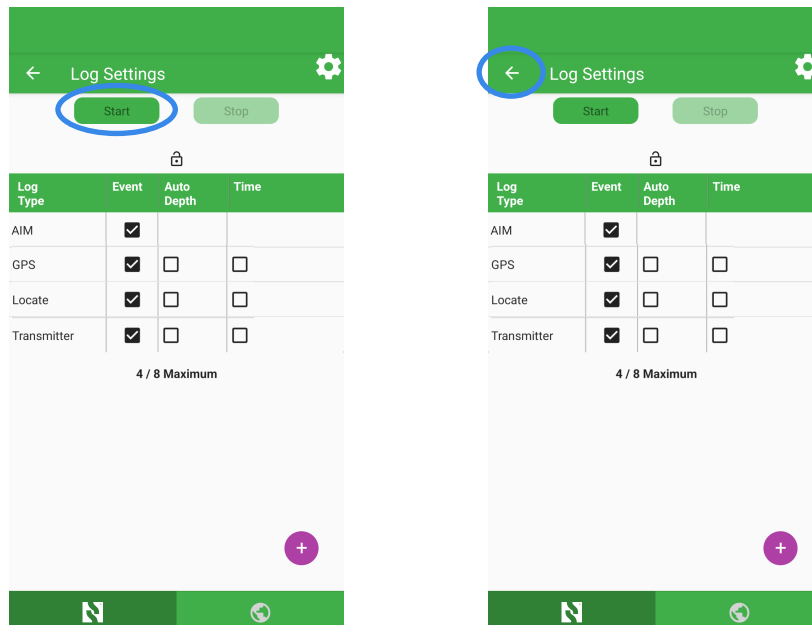 Log Settings
Start Stop
Log Type Event Auto Depth Time
AIM
GPS
Locate
Transmitter
4 / 8 Maximum
+
Log Settings
Start Stop
Log Type Event Auto Depth Time
AIM
GPS
Locate
Transmitter
4 / 8 Maximum
+